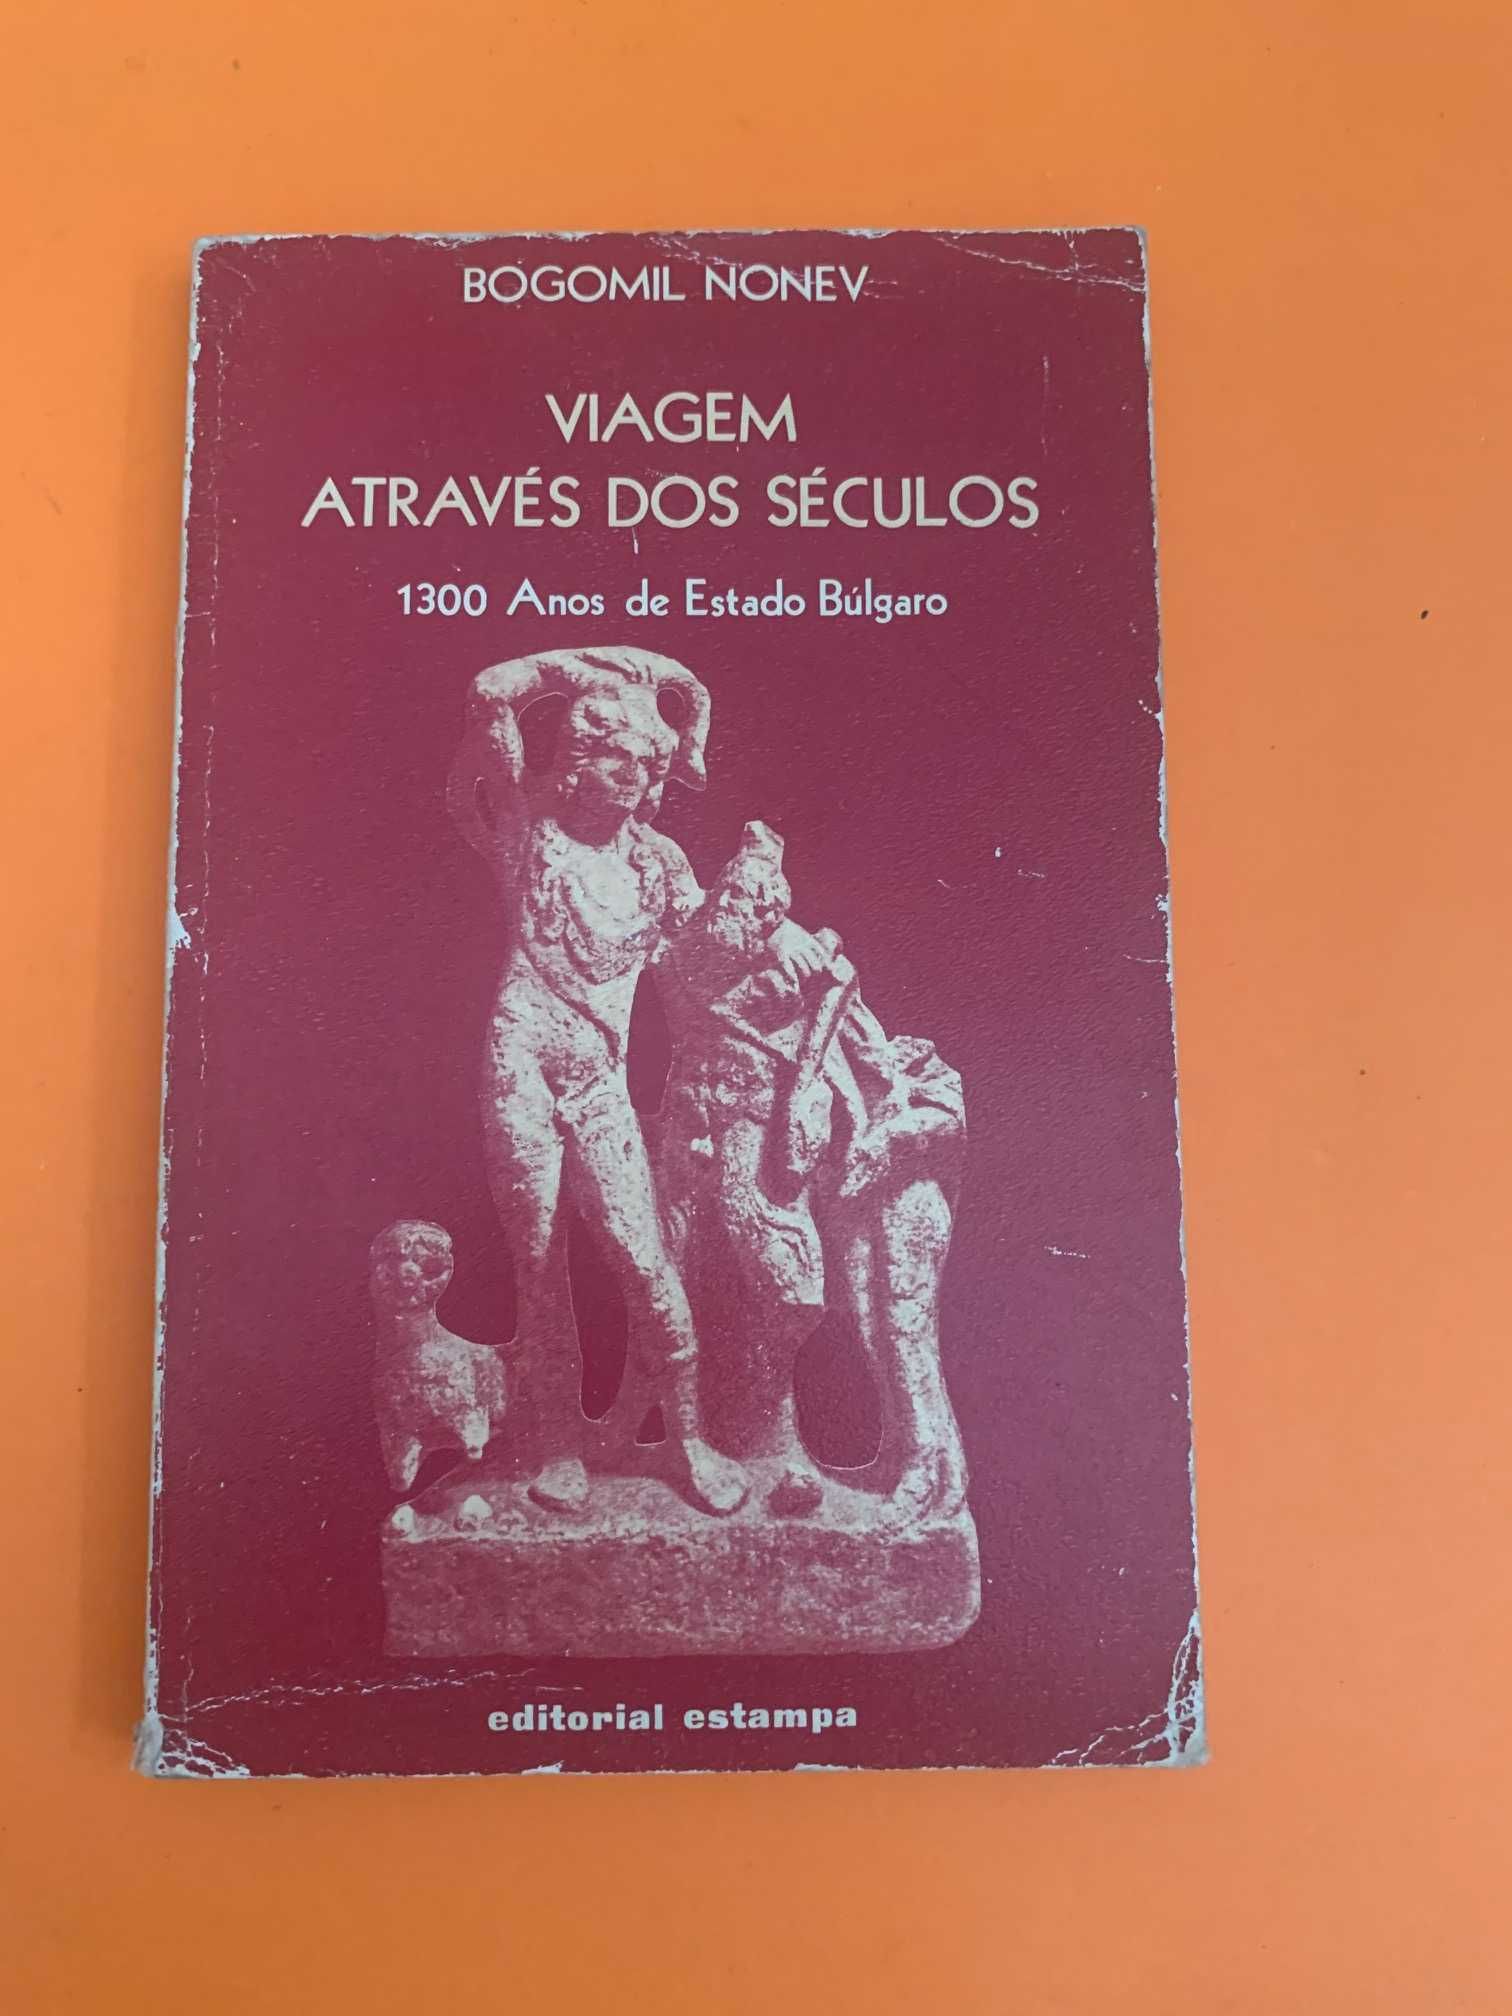 BOGOMIL NONEV
VIAGEM
ATRAVÉS DOS SÉCULOS
1300 Anos de Estado Búlgaro
editorial estampa